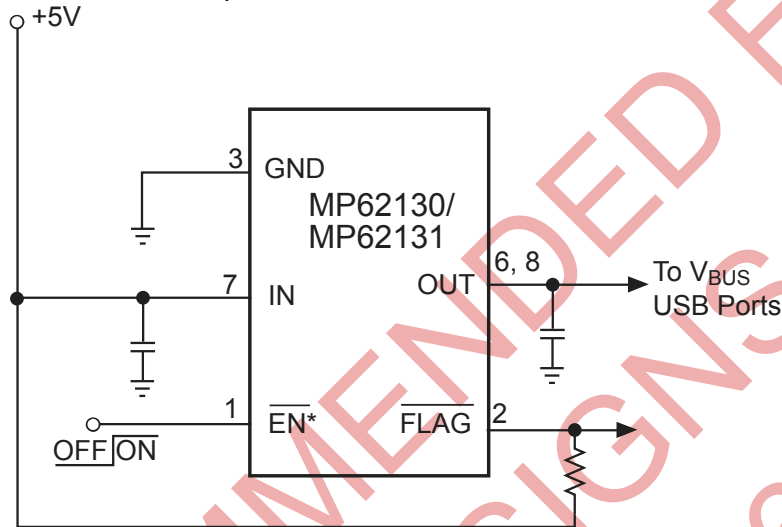 +5V
3
GND
MP62130/
MP62131
7
IN
OUT
6, 8
To VBUS
USB Ports
1
EN*
FLAG
2
OFF ON